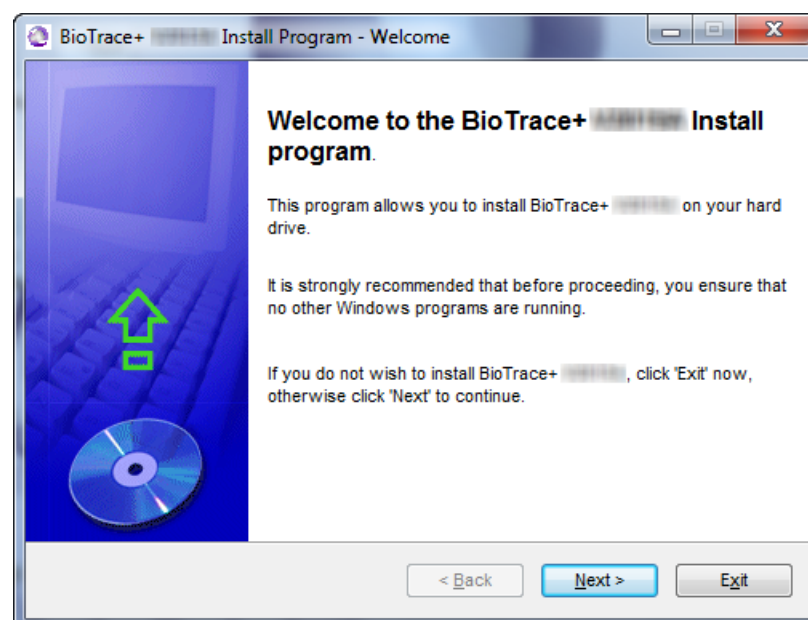 BioTrace+ Install Program - Welcome
Welcome to the BioTrace+ Install
program.
This program allows you to install BioTrace+ on your hard
drive.
It is strongly recommended that before proceeding, you ensure that
no other Windows programs are running.
If you do not wish to install BioTrace+ , click 'Exit' now,
otherwise click 'Next' to continue.
< Back Next > Exit